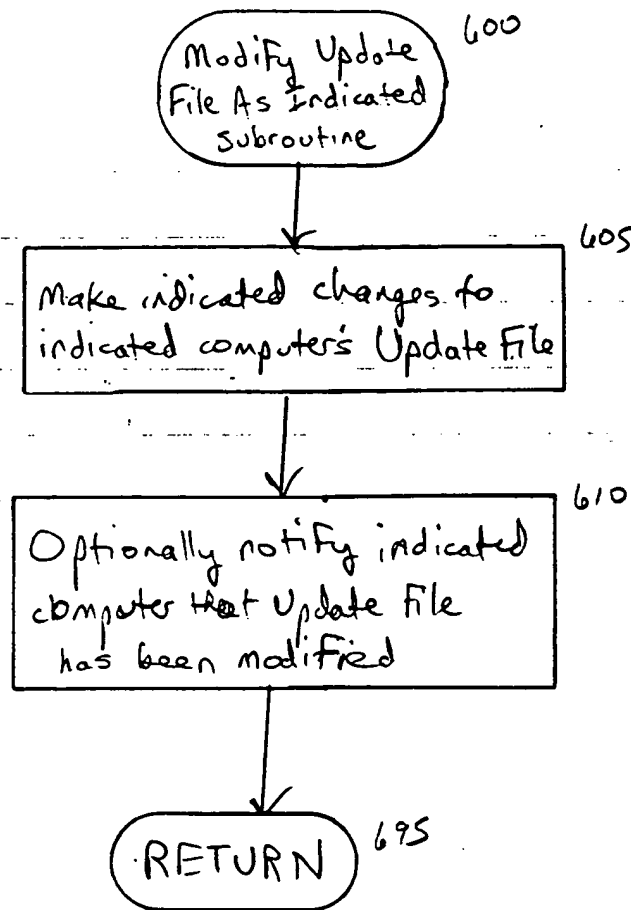 600
Modify Update
File As Indicated
subroutine
605
Make indicated changes to
indicated computer's Update File
610
Optionally notify indicated
computer that Update File
has been modified
RETURN
695